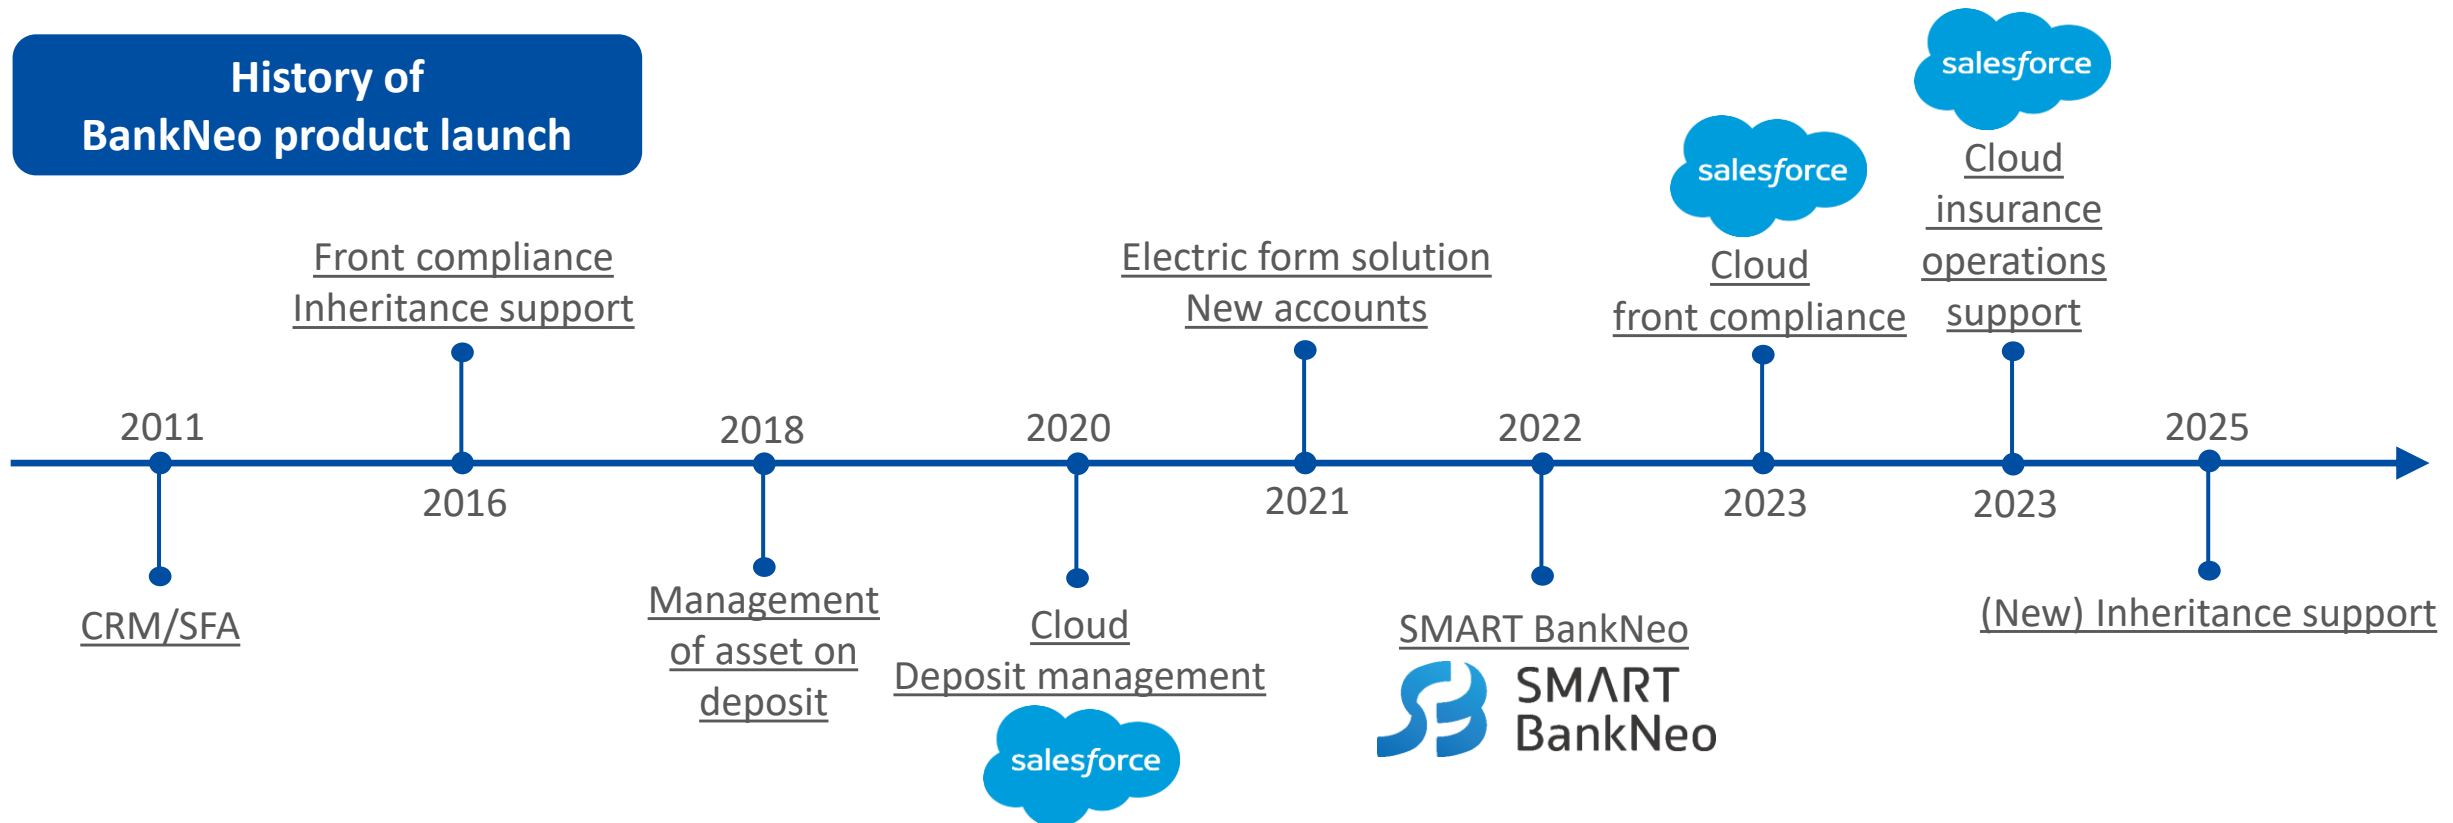 History of
BankNeo product launch
2011
CRM/SFA
Front compliance
Inheritance support
2016
2018
Management
of asset on
deposit
2020
Cloud
Deposit management
salesforce
Electric form solution
New accounts
2021
2022
SMART BankNeo
SMART
BankNeo
salesforce
Cloud
front compliance
2023
salesforce
Cloud
insurance
operations
support
2023
2025
(New) Inheritance support